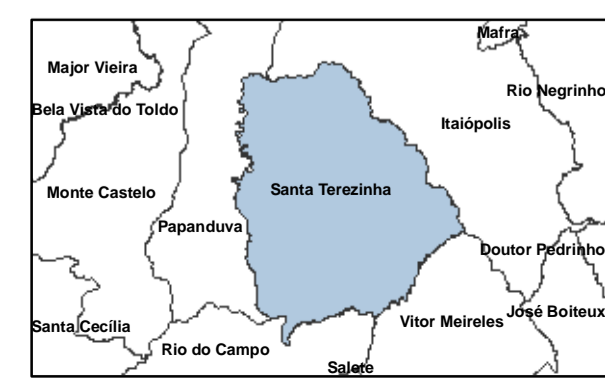 Mafra
Major Vieira
Rio Negrinho
Bela Vista do Toldo
Itaiópolis
Santa Terezinha
Monte Castelo
Papanduva
Doutor Pedrinho
José Boiteux
Vitor Meireles
Santa Cecília
Rio do Campo
Salete